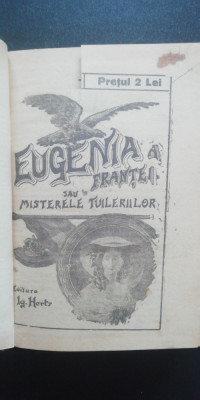 Prețul 2 Lei
EUGENIA a
FRANȚEI
SAU
MISTERELE TUILERIILOR
Editura
Ig. Hertz